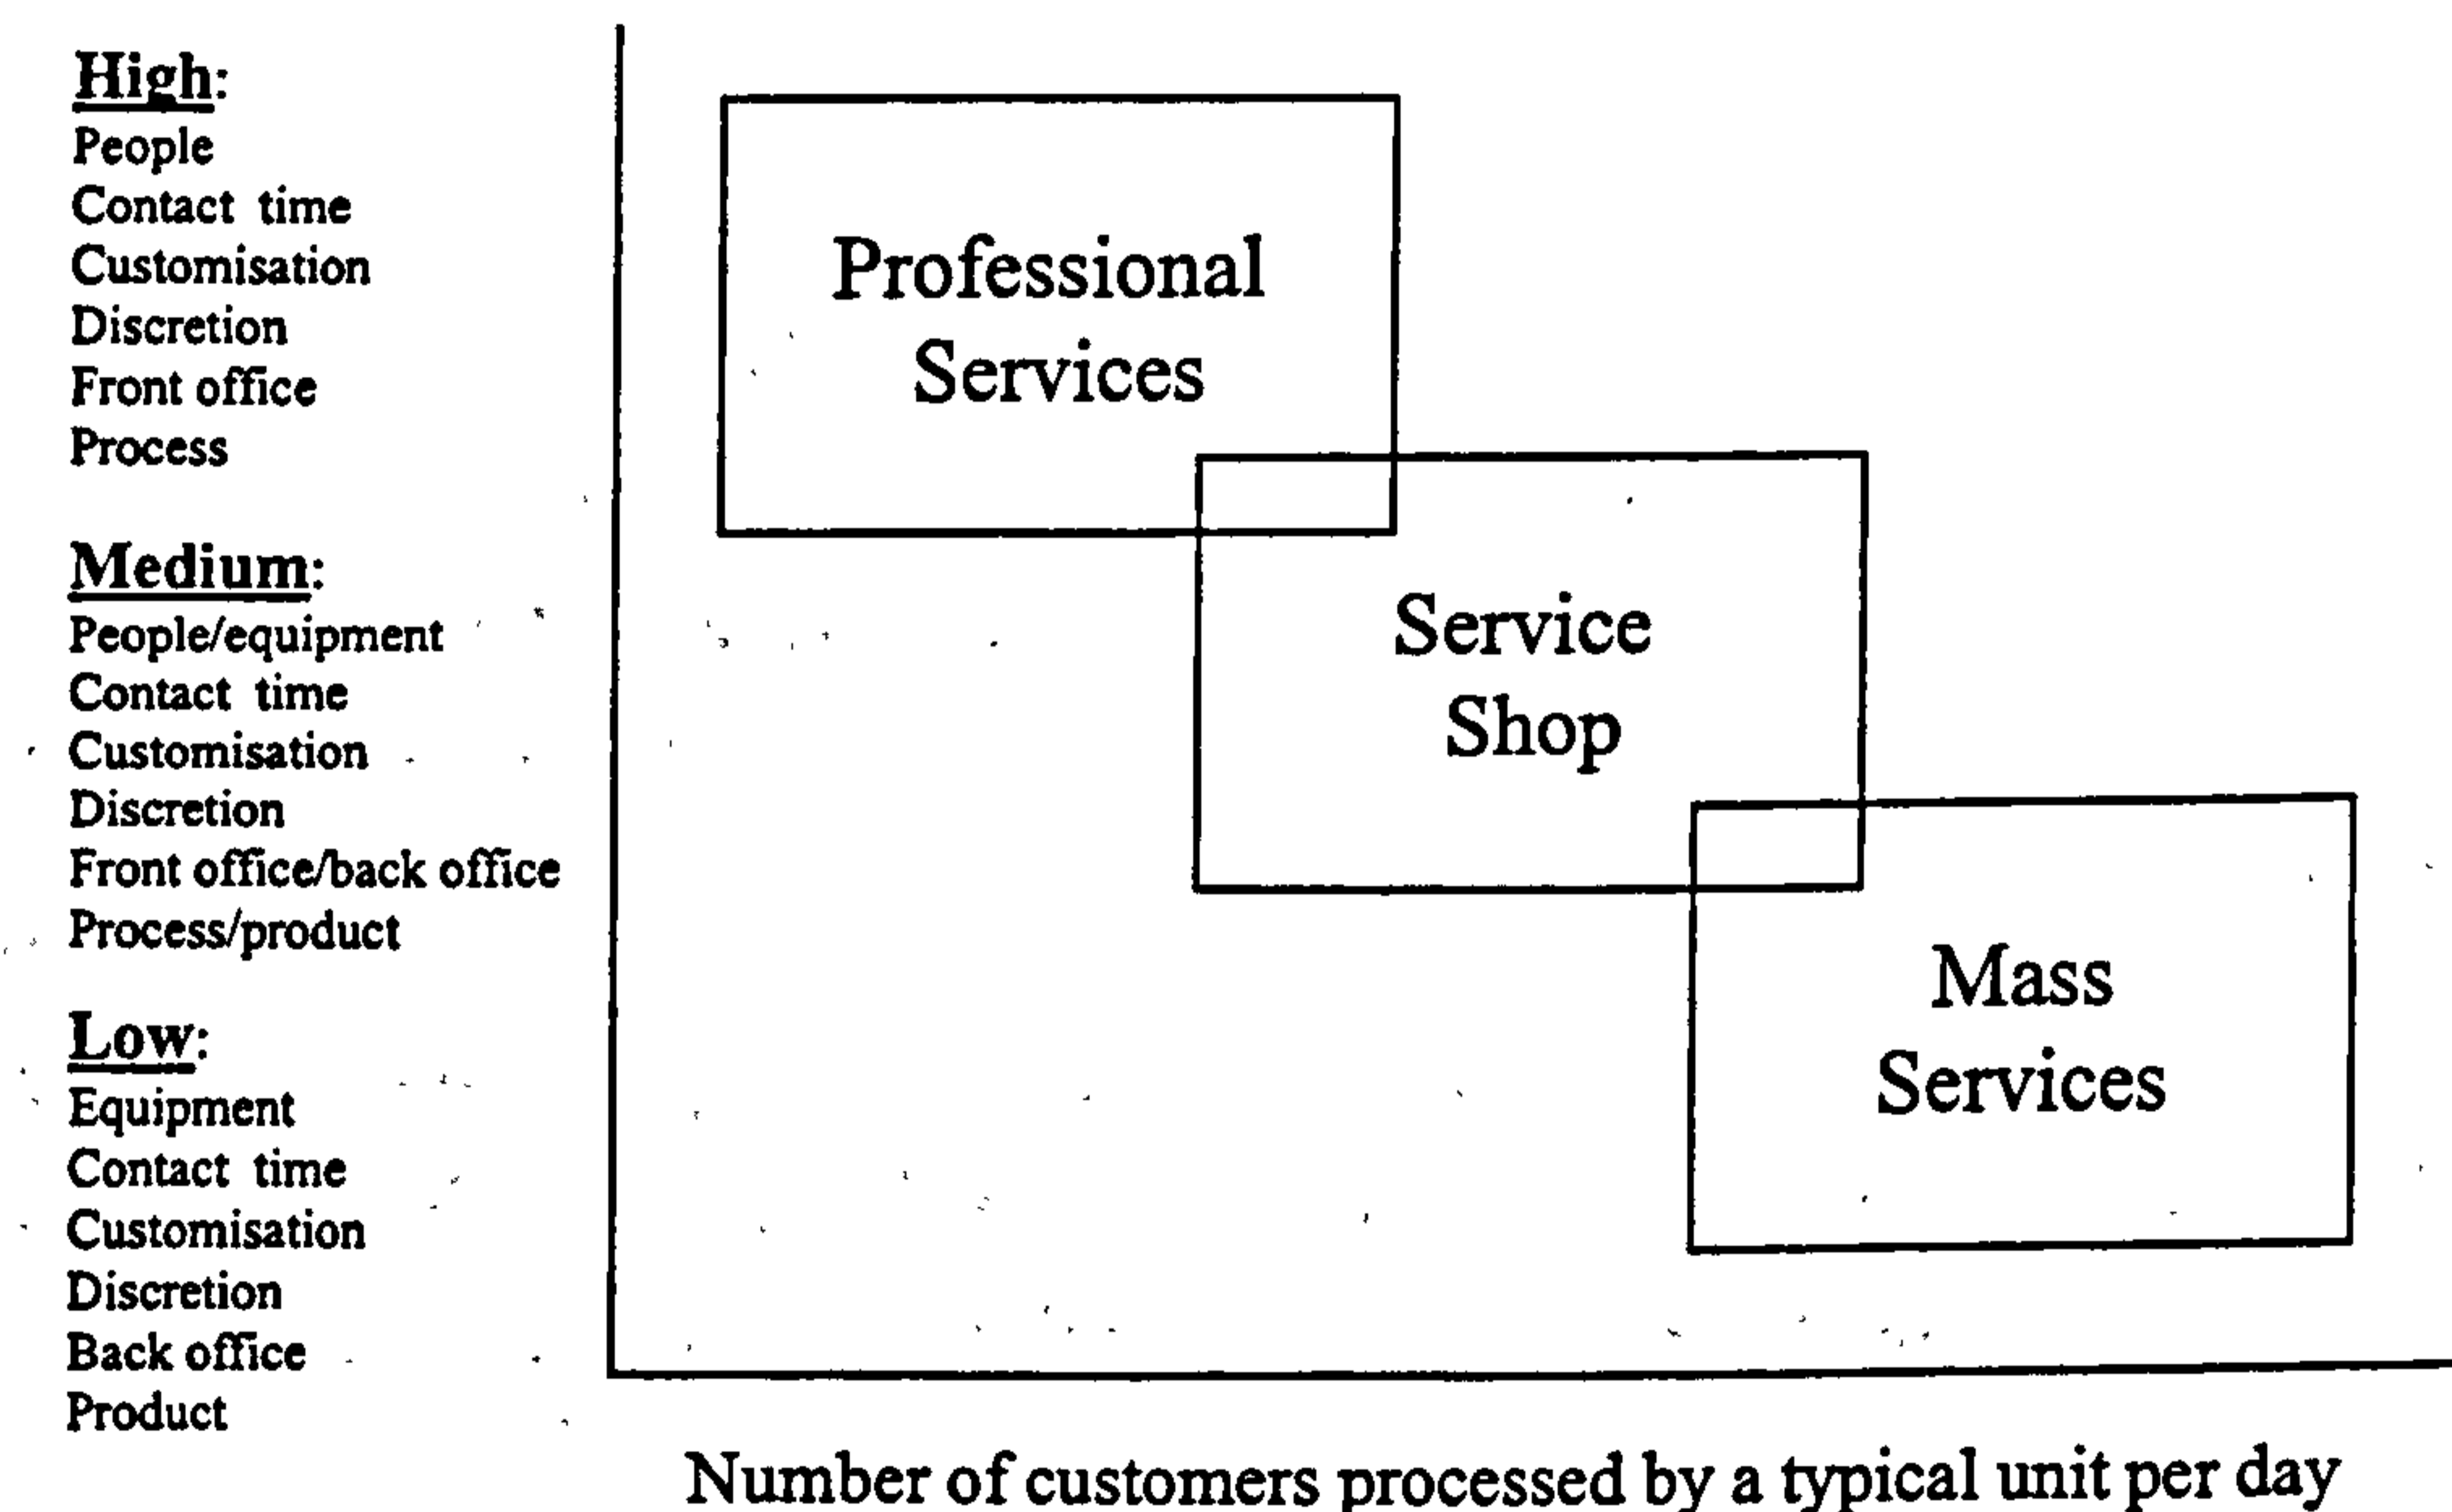 High:
People
Contact time
Customisation
Discretion
Front office
Process
Medium:
People/equipment
Contact time
Customisation
Discretion
Front office/back office
Process/product
Low:
Equipment
Contact time
Customisation
Discretion
Back office
Product
Professional
Services
Service
Shop
Mass
Services
Number of customers processed by a typical unit per day